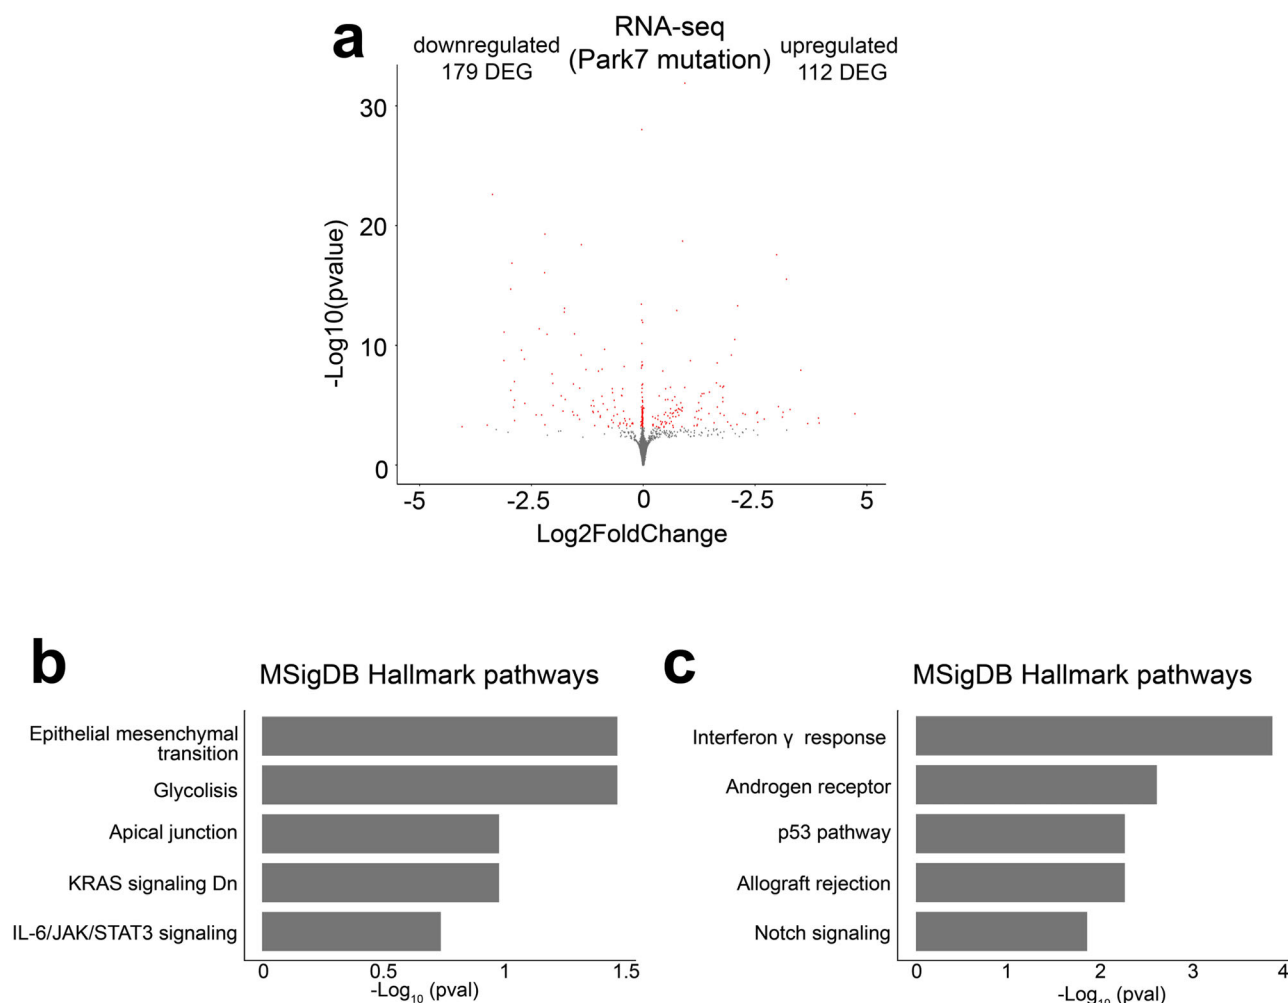 a
RNA-seq
(Park7 mutation)
downregulated
179 DEG
upregulated
112 DEG
-Log10(pvalue)
30
20
10
0
-5
-2.5
0
-2.5
5
Log2FoldChange
b
MSigDB Hallmark pathways
Epithelial mesenchymal
transition
Glycolisis
Apical junction
KRAS signaling Dn
IL-6/JAK/STAT3 signaling
0
0.5
1
1.5
-Log₁₀ (pval)
c
MSigDB Hallmark pathways
Interferon γ response
Androgen receptor
p53 pathway
Allograft rejection
Notch signaling
0
1
2
3
4
-Log₁₀ (pval)